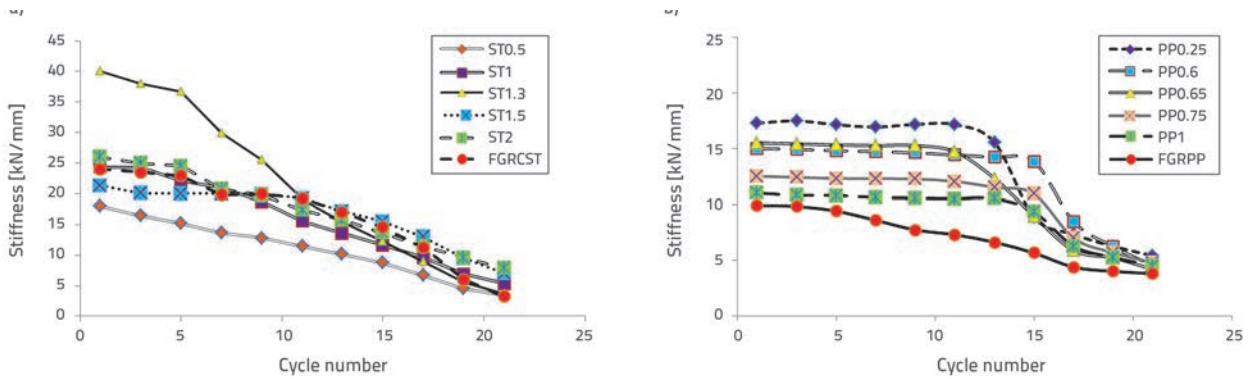 a)
Stiffness [kN/mm]
45
40
35
30
25
20
15
10
5
0
0 5 10 15 20 25
Cycle number
ST0.5
ST1
ST1.3
ST1.5
ST2
FGRCST
b)
Stiffness [kN/mm]
25
20
15
10
5
0
0 5 10 15 20 25
Cycle number
PP0.25
PP0.6
PP0.65
PP0.75
PP1
FGRPP